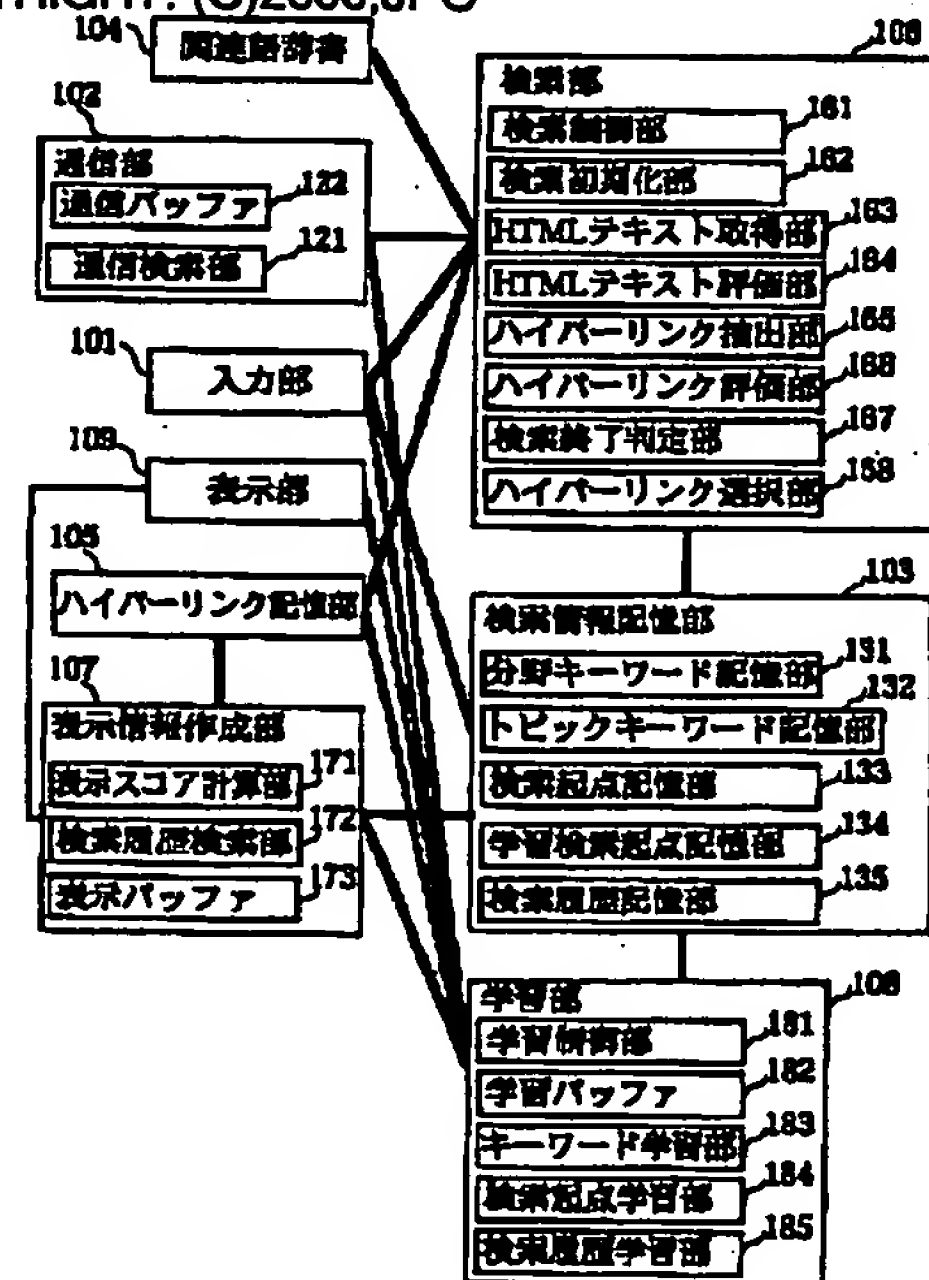 104
関連語辞書
102
通信部
通信バッファ
122
通信検索部
121
101
入力部
109
表示部
105
ハイパーリンク記憶部
107
表示情報作成部
表示スコア計算部
171
検索履歴検索部
172
表示バッファ
173
検索部
検索制御部
161
検索初期化部
162
HTMLテキスト取得部
163
HTMLテキスト評価部
164
ハイパーリンク抽出部
165
ハイパーリンク評価部
166
検索終了判定部
167
ハイパーリンク選択部
168
103
検索情報記憶部
分野キーワード記憶部
131
トピックキーワード記憶部
132
検索起点記憶部
133
学習検索起点記憶部
134
検索履歴記憶部
135
学習部
学習制御部
181
学習バッファ
182
キーワード学習部
183
検索起点学習部
184
検索履歴学習部
185